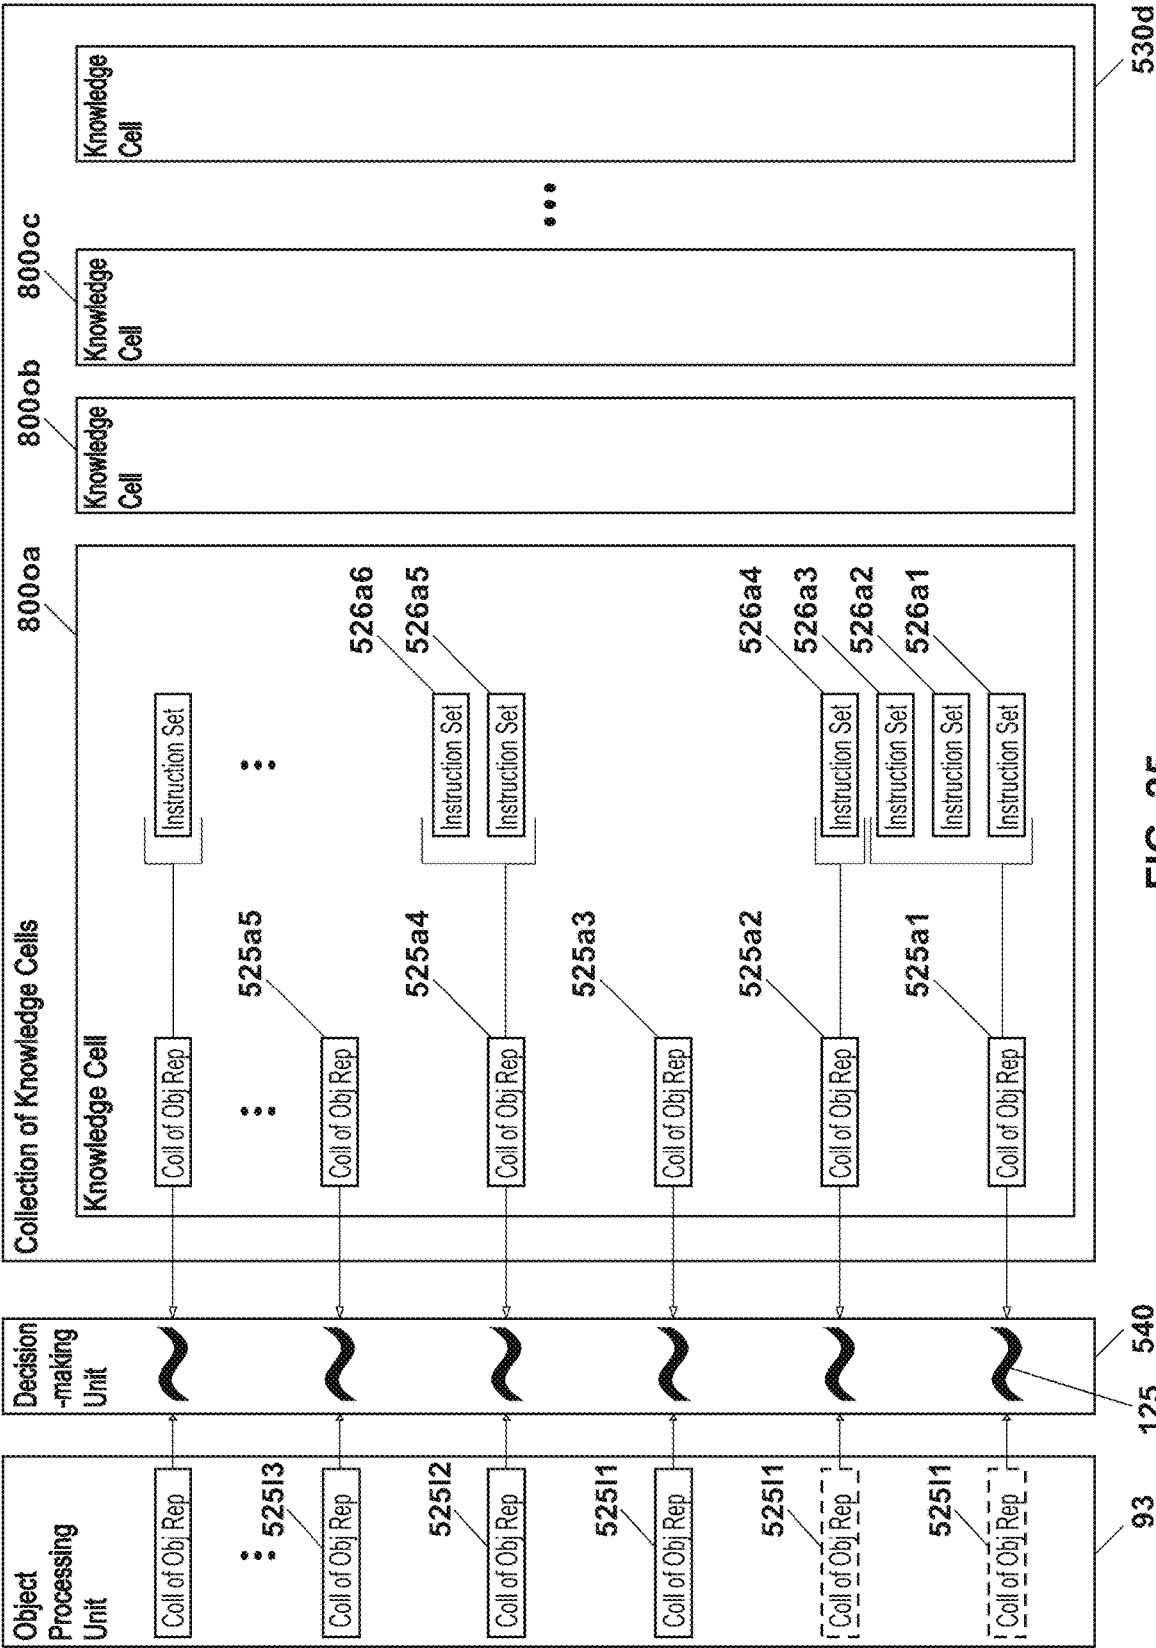 Object
Processing
Unit
Coll of Obj Rep
525l3
Coll of Obj Rep
525l2
Coll of Obj Rep
525l1
Coll of Obj Rep
525l1
Coll of Obj Rep
525l1
Coll of Obj Rep
93
Decision
-making
Unit
125
540
Collection of Knowledge Cells
Knowledge Cell
800oa
Coll of Obj Rep
525a5
Coll of Obj Rep
525a4
Coll of Obj Rep
525a3
Coll of Obj Rep
525a2
Coll of Obj Rep
525a1
Coll of Obj Rep
Instruction Set
526a6
Instruction Set
526a5
Instruction Set
526a4
Instruction Set
526a3
Instruction Set
526a2
Instruction Set
526a1
Instruction Set
800ob
Knowledge
Cell
800oc
Knowledge
Cell
Knowledge
Cell
530d
FIG.